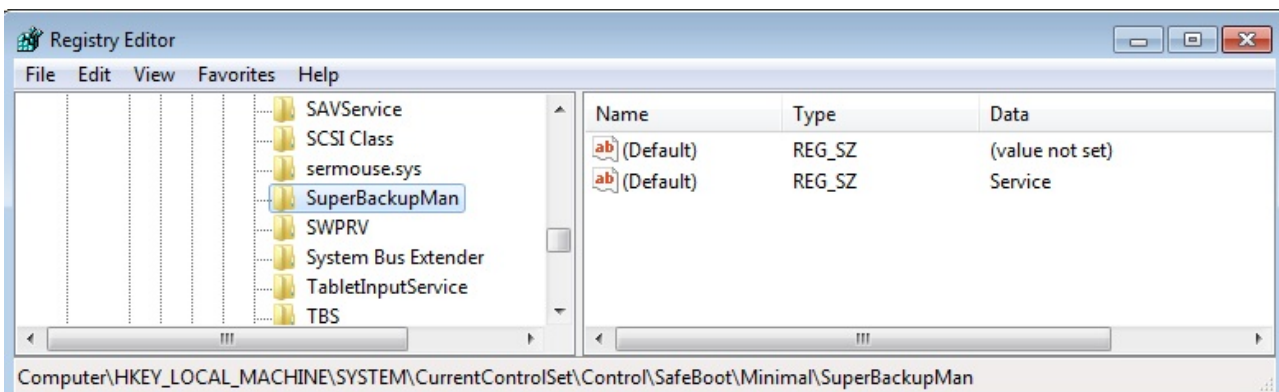 Registry Editor
File Edit View Favorites Help
SAVService
SCSI Class
sermouse.sys
SuperBackupMan
SWPRV
System Bus Extender
TabletInputService
TBS
Name Type Data
ab (Default) REG_SZ (value not set)
ab (Default) REG_SZ Service
Computer\HKEY_LOCAL_MACHINE\SYSTEM\CurrentControlSet\Control\SafeBoot\Minimal\SuperBackupMan